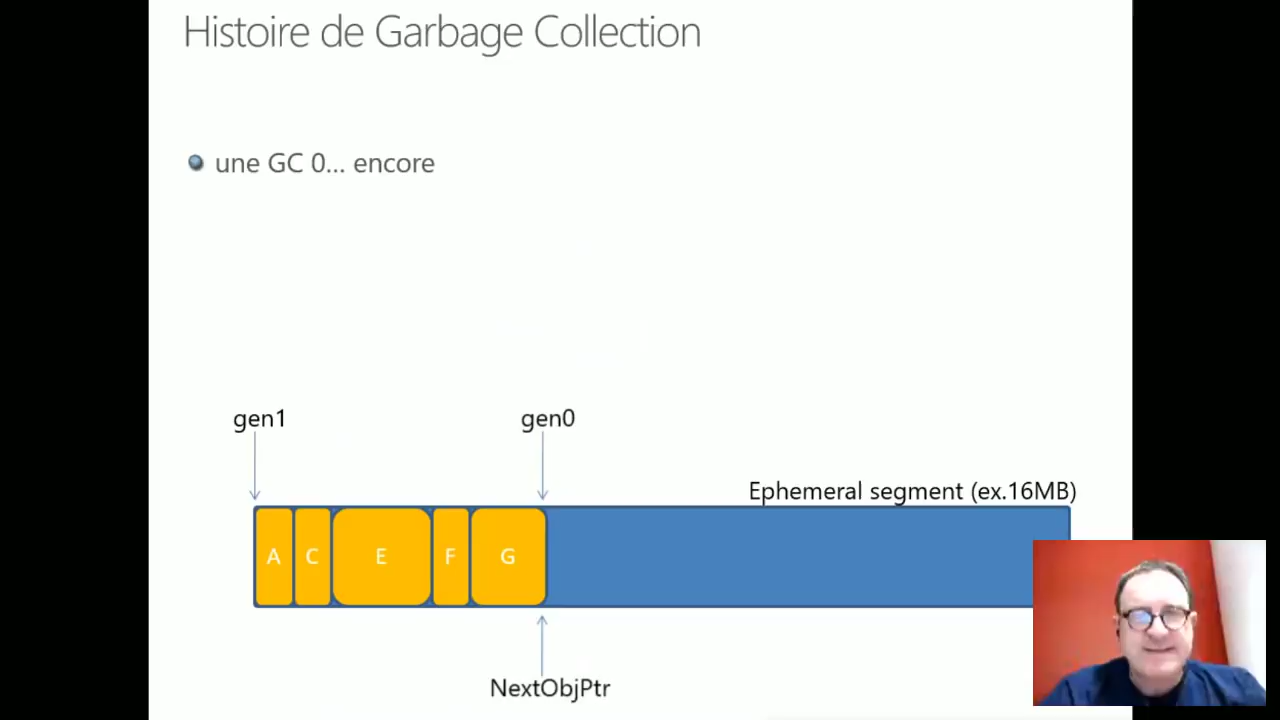 Histoire de Garbage Collection
une GC 0... encore
gen1
gen0
Ephemeral segment (ex.16MB)
A C E F G
NextObjPtr